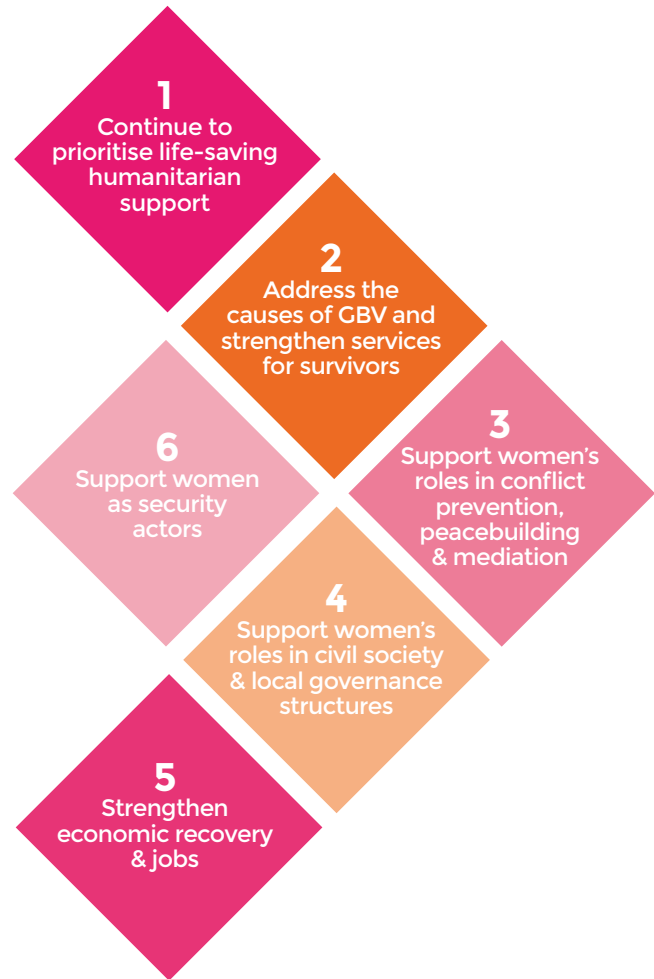 1
Continue to
prioritise life-saving
humanitarian
support
2
Address the
causes of GBV and
strengthen services
for survivors
3
Support women’s
roles in conflict
prevention,
peacebuilding
& mediation
4
Support women’s
roles in civil society
& local governance
structures
5
Strengthen
economic recovery
& jobs
6
Support women
as security
actors